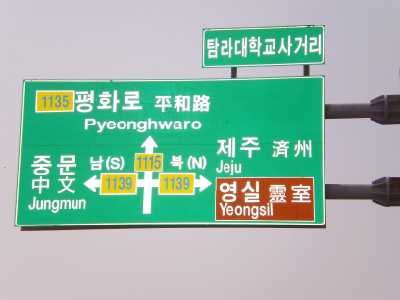 탐라대학교사거리
1135 평화로 平和路
Pyeonghwaro
중문 남(S) 1115 북(N) 제주 済州
中文 1139 1139 Jeju
Jungmun 영실 靈室
Yeongsil